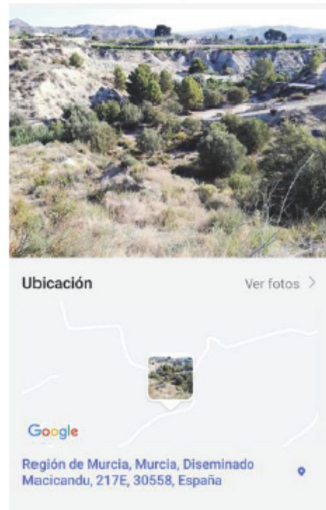 Ubicación
Ver fotos >
Google
Región de Murcia, Murcia, Diseminado
Macicandu, 217E, 30558, España